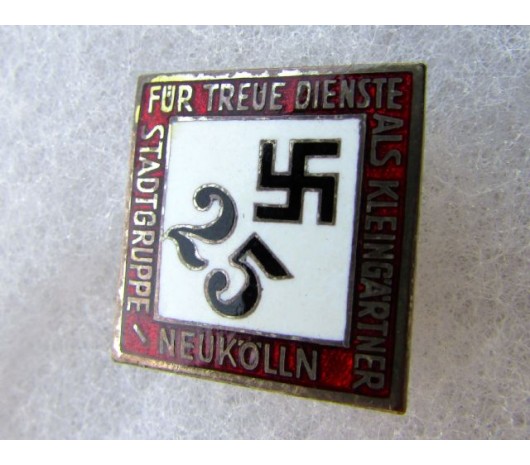 FÜR TREUE DIENSTE
ALS KLEINGÄRTNER
STADTGRUPPE /
NEUKÖLLN
25